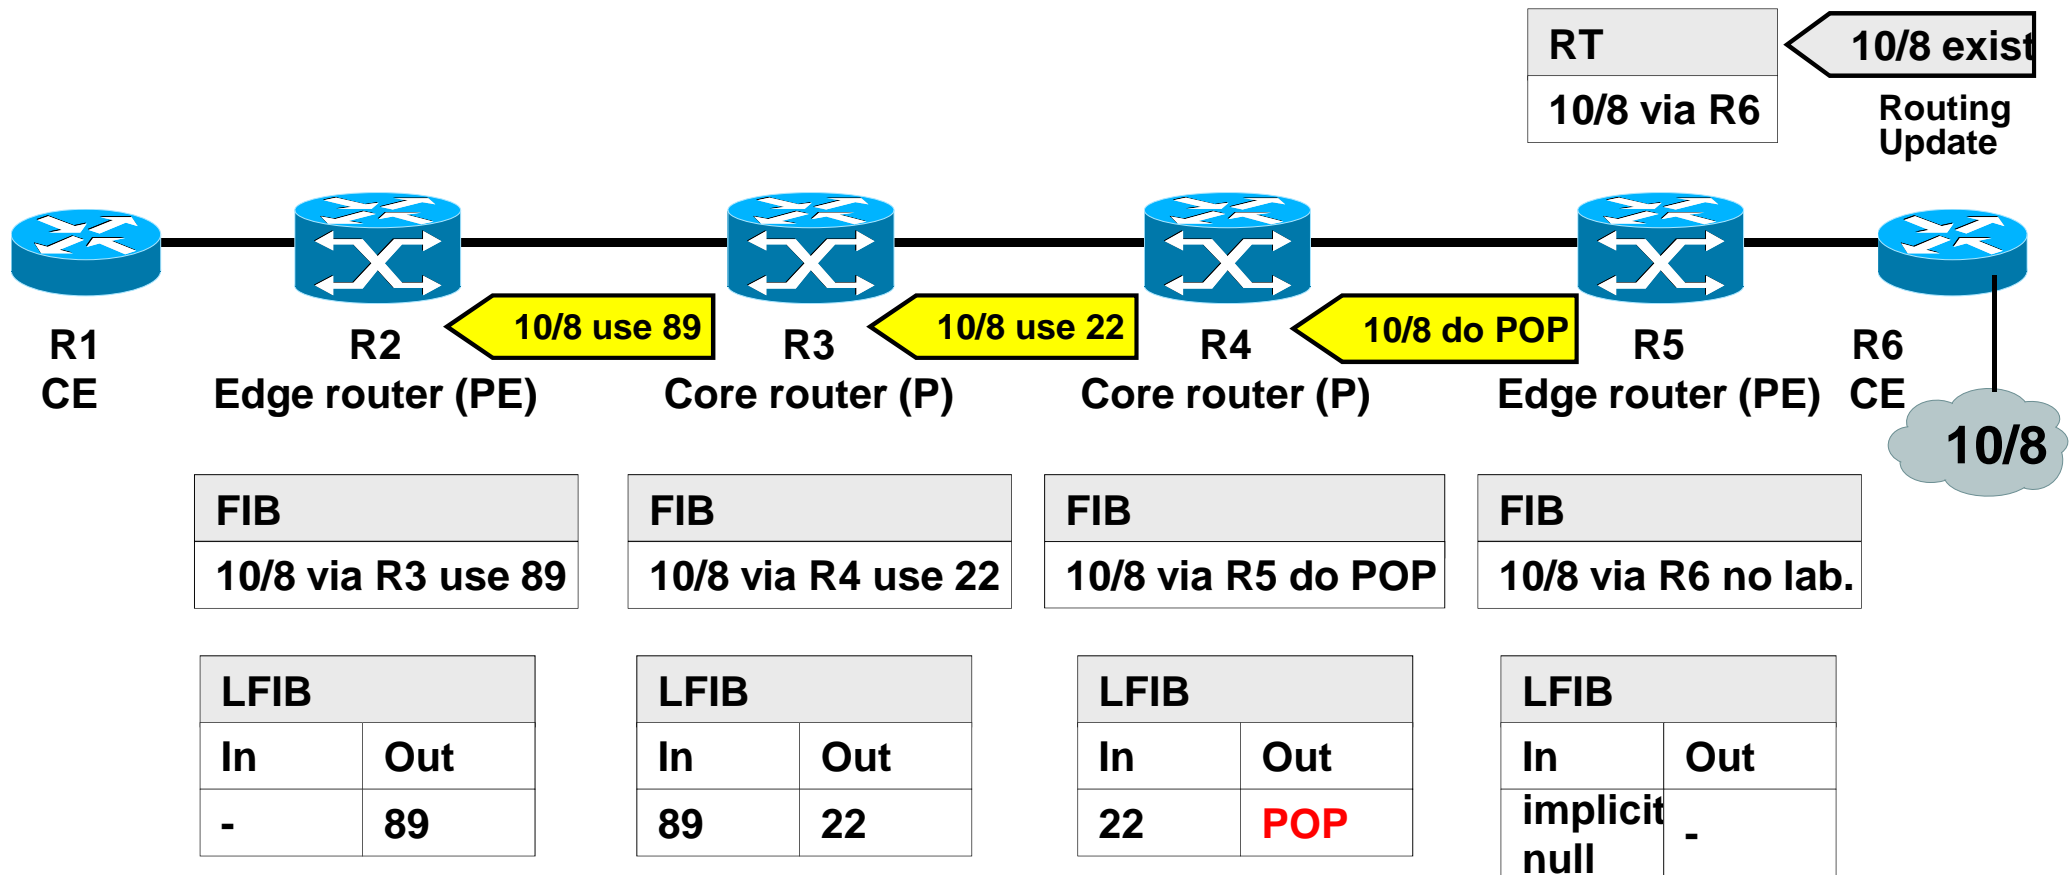 RT
10/8 via R6
10/8 exist
Routing
Update
10/8 use 89
10/8 use 22
10/8 do POP
R1
CE
R2
Edge router (PE)
R3
Core router (P)
R4
Core router (P)
R5
Edge router (PE)
R6
CE
10/8
FIB
10/8 via R3 use 89
FIB
10/8 via R4 use 22
FIB
10/8 via R5 do POP
FIB
10/8 via R6 no lab.
LFIB
In Out
- 89
LFIB
In Out
89 22
LFIB
In Out
22 POP
LFIB
In Out
implicit
null -